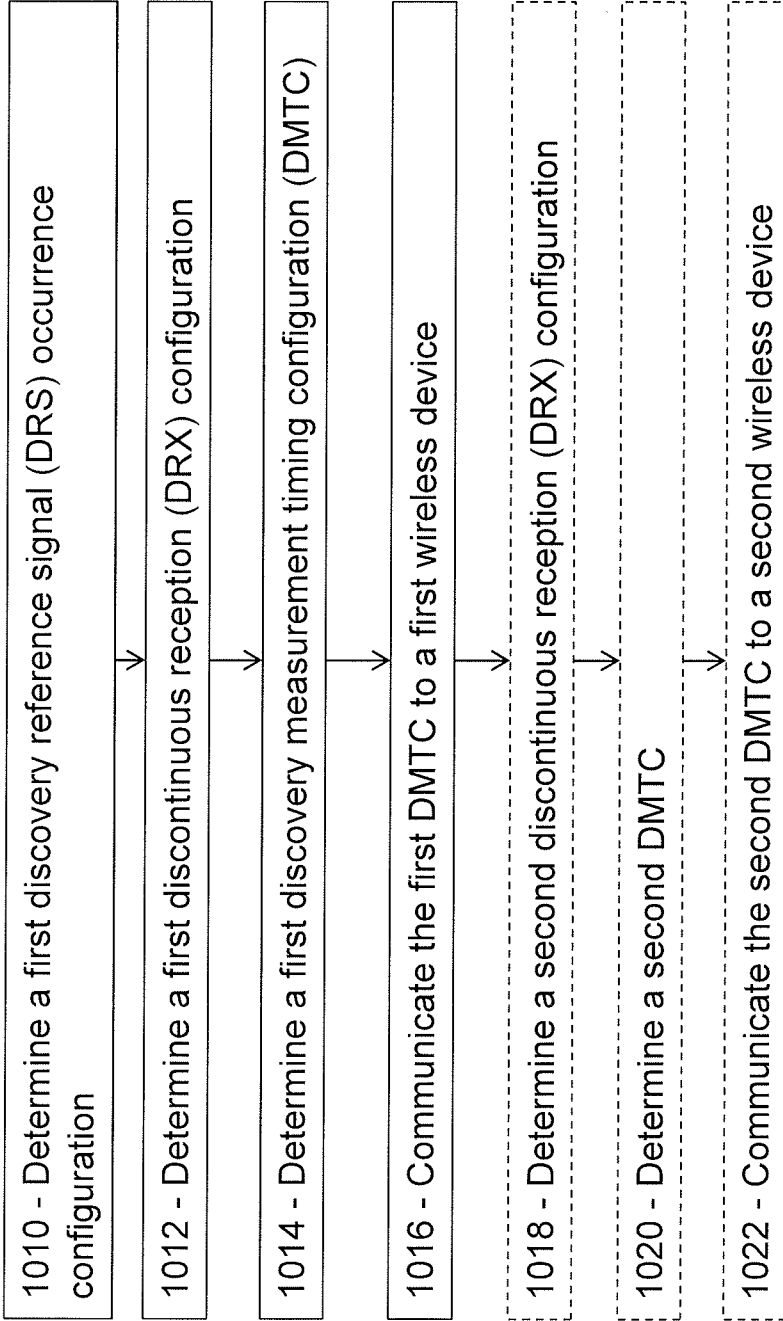 1010 - Determine a first discovery reference signal (DRS) occurrence
configuration
1012 - Determine a first discontinuous reception (DRX) configuration
1014 - Determine a first discovery measurement timing configuration (DMTC)
1016 - Communicate the first DMTC to a first wireless device
1018 - Determine a second discontinuous reception (DRX) configuration
1020 - Determine a second DMTC
1022 - Communicate the second DMTC to a second wireless device